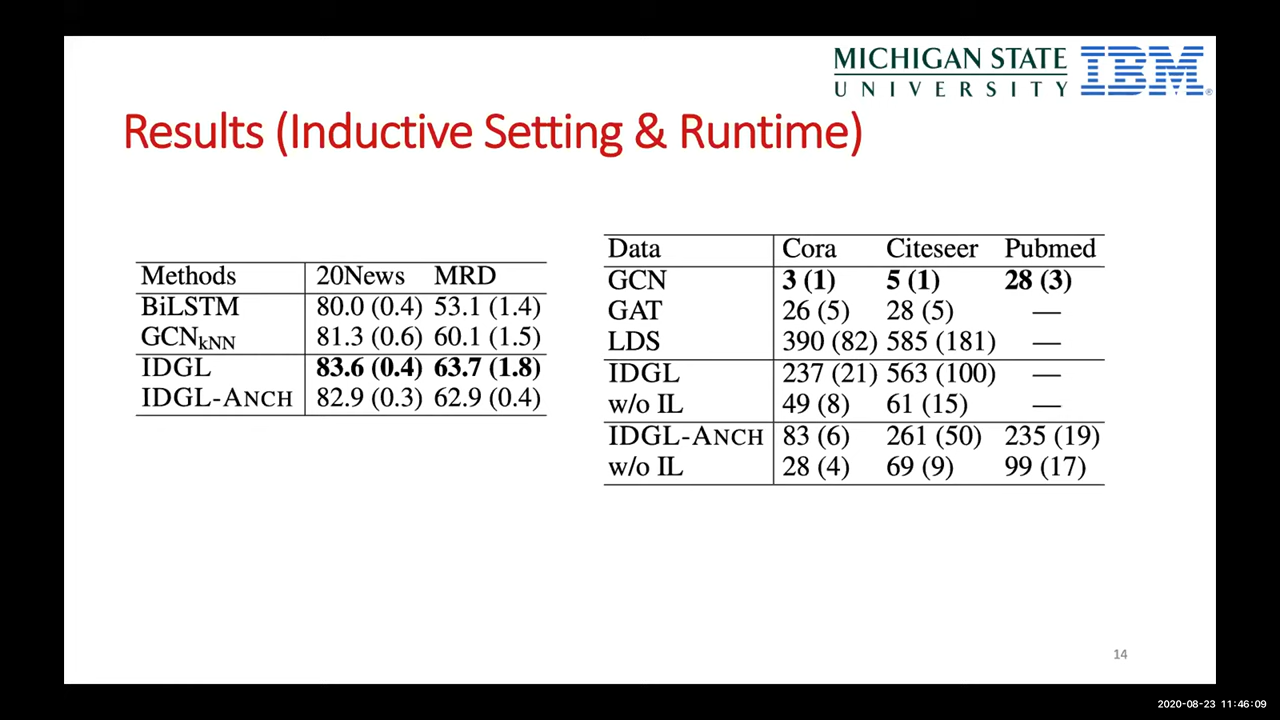 MICHIGAN STATE
UNIVERSITY
IBM®
Results (Inductive Setting & Runtime)
Methods 20News MRD
BiLSTM 80.0 (0.4) 53.1 (1.4)
GCNkNN 81.3 (0.6) 60.1 (1.5)
IDGL 83.6 (0.4) 63.7 (1.8)
IDGL-ANCH 82.9 (0.3) 62.9 (0.4)
Data Cora Citeseer Pubmed
GCN 3 (1) 5 (1) 28 (3)
GAT 26 (5) 28 (5) —
LDS 390 (82) 585 (181) —
IDGL 237 (21) 563 (100) —
w/o IL 49 (8) 61 (15) —
IDGL-ANCH 83 (6) 261 (50) 235 (19)
w/o IL 28 (4) 69 (9) 99 (17)
14
2020-08-23 11:46:09